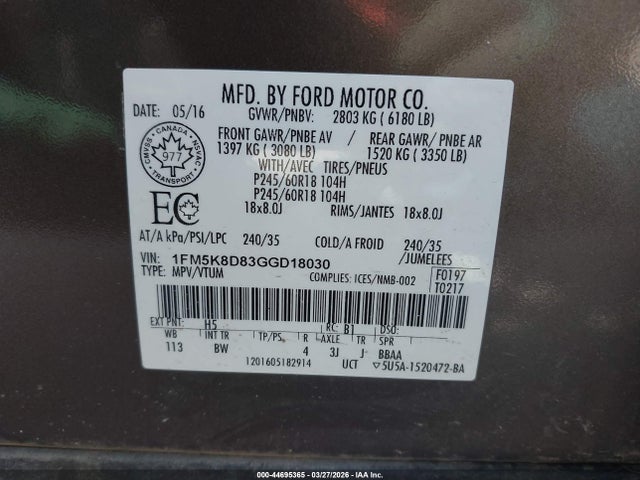 MFD. BY FORD MOTOR CO.
DATE: 05/16 GVWR/PNBV: 2803 KG ( 6180 LB)
FRONT GAWR/PNBE AV REAR GAWR/ PNBE AR
1397 KG ( 3080 LB) 1520 KG ( 3350 LB)
WITH/AVEC TIRES/PNEUS
P245/60R18 104H
P245/60R18 104H
18x8.0J RIMS/JANTES 18x8.0J
CANADA
CMVSS NSVAC
977
TRANSPORT
EC
AT/A kPa/PSI/LPC 240/35 COLD/A FROID 240/35
/JUMELEES
VIN: 1FM5K8D83GGD18030
TYPE: MPV/VTUM COMPLIES: ICES/NMB-002
F0197
T0217
EXT PNT: H5 RC: B1 DSO:
WB INT TR TP/PS R AXLE TR SPR
113 BW 4 3J J BBAA
1201605182914 UCT ▽5U5A-1520472-BA
000-44695365 - 03/27/2026 - IAA Inc.